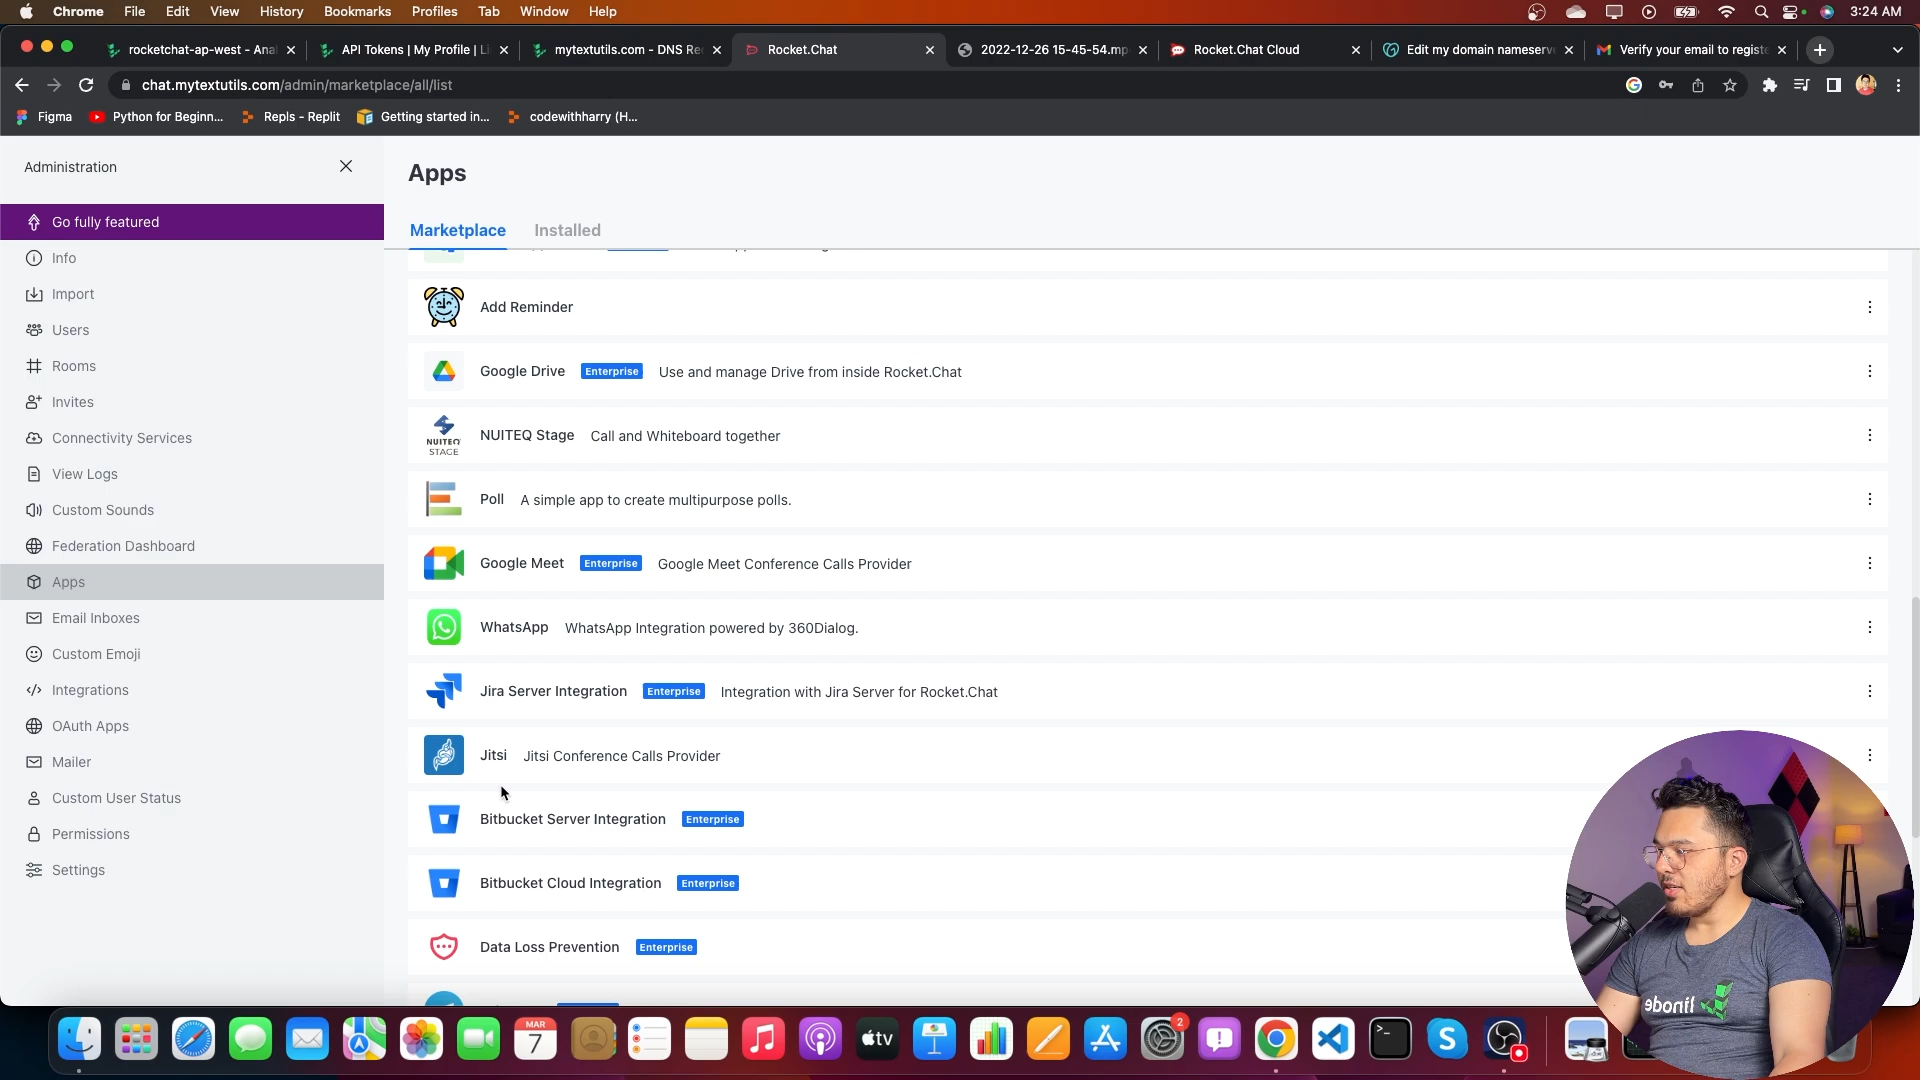 Chrome File Edit View History Bookmarks Profiles Tab Window Help 3:24 AM
rocketchat-ap-west - Ana API Tokens | My Profile | Li mytextutils.com - DNS Re Rocket.Chat 2022-12-26 15-45-54.mp Rocket.Chat Cloud Edit my domain nameserv Verify your email to registe
chat.mytextutils.com/admin/marketplace/all/list
Figma Python for Beginn... Repls - Replit Getting started in... codewithharry (H...
Administration
Go fully featured
Info
Import
Users
Rooms
Invites
Connectivity Services
View Logs
Custom Sounds
Federation Dashboard
Apps
Email Inboxes
Custom Emoji
Integrations
OAuth Apps
Mailer
Custom User Status
Permissions
Settings
Apps
Marketplace Installed
Add Reminder
Google Drive Enterprise Use and manage Drive from inside Rocket.Chat
NUITEQ STAGE
NUITEQ Stage Call and Whiteboard together
Poll A simple app to create multipurpose polls.
Google Meet Enterprise Google Meet Conference Calls Provider
WhatsApp WhatsApp Integration powered by 360Dialog.
Jira Server Integration Enterprise Integration with Jira Server for Rocket.Chat
Jitsi Jitsi Conference Calls Provider
Bitbucket Server Integration Enterprise
Bitbucket Cloud Integration Enterprise
Data Loss Prevention Enterprise
linode
MAR
7
tv
2